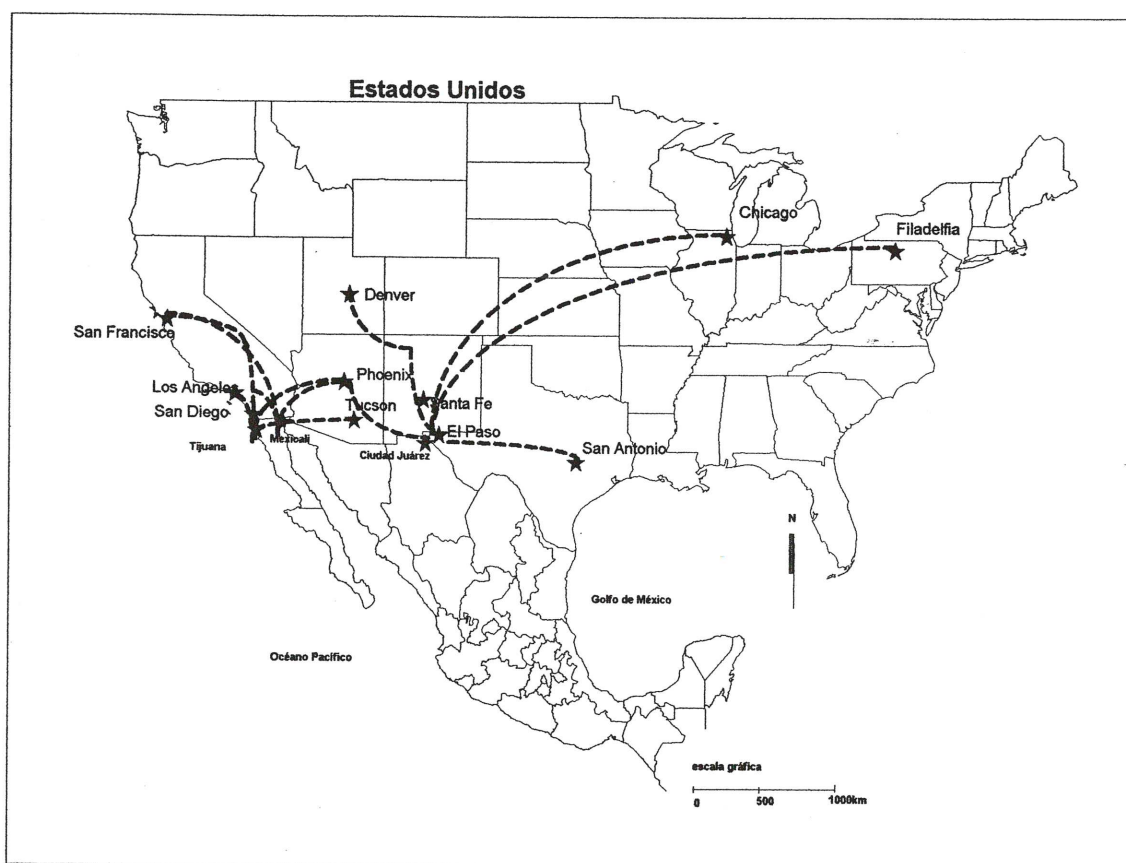 Estados Unidos
Chicago
Filadelfia
Denver
San Francisco
Phoenix
Los Angeles
Santa Fe
San Diego
Tucson
El Paso
Mexicali
Tijuana
Ciudad Juárez
San Antonio
N
Golfo de México
Océano Pacífico
escala gráfica
0 500 1000km